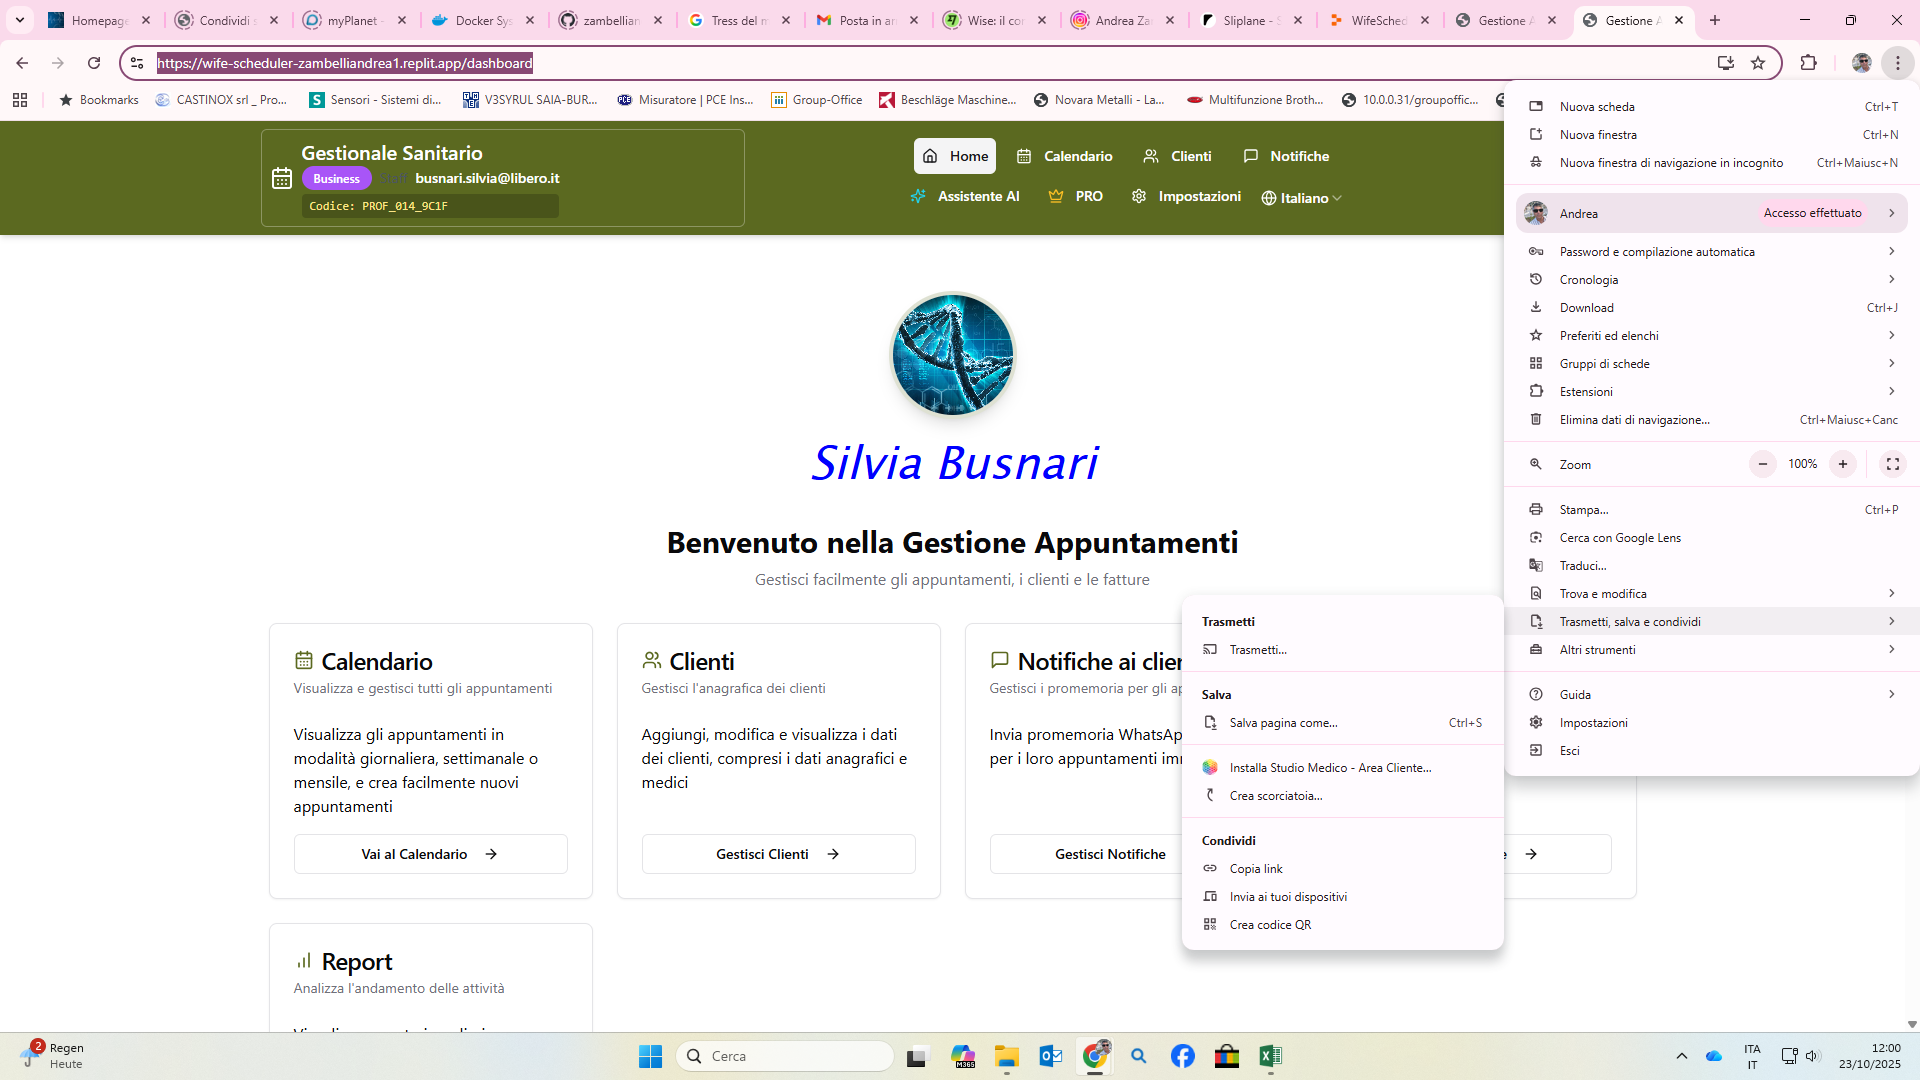 Homepage
Condividi s
myPlanet -
Docker Sys
zambellian
Tress del m
Posta in ar
Wise: il co
Andrea Za
Sliplane - S
WifeSched
Gestione A
Gestione A
https://wife-scheduler-zambelliandrea1.replit.app/dashboard
Bookmarks
CASTINOX srl _ Pro...
Sensori - Sistemi di...
V3SYRUL SAIA-BUR...
Misuratore | PCE Ins...
Group-Office
Beschläge Maschine...
Novara Metalli - La...
Multifunzione Broth...
10.0.0.31/groupoffic...
Gestionale Sanitario
Business Staff busnari.silvia@libero.it
Codice: PROF_014_9C1F
Home
Calendario
Clienti
Notifiche
Assistente AI
PRO
Impostazioni
Italiano
Silvia Busnari
Benvenuto nella Gestione Appuntamenti
Gestisci facilmente gli appuntamenti, i clienti e le fatture
Calendario
Visualizza e gestisci tutti gli appuntamenti
Visualizza gli appuntamenti in
modalità giornaliera, settimanale o
mensile, e crea facilmente nuovi
appuntamenti
Vai al Calendario
Clienti
Gestisci l'anagrafica dei clienti
Aggiungi, modifica e visualizza i dati
dei clienti, compresi i dati anagrafici e
medici
Gestisci Clienti
Notifiche ai clien
Gestisci i promemoria per gli ap
Invia promemoria WhatsAp
per i loro appuntamenti im
Gestisci Notifiche
Report
Analizza l'andamento delle attività
Nuova scheda Ctrl+T
Nuova finestra Ctrl+N
Nuova finestra di navigazione in incognito Ctrl+Maiusc+N
Andrea Accesso effettuato
Password e compilazione automatica
Cronologia
Download Ctrl+J
Preferiti ed elenchi
Gruppi di schede
Estensioni
Elimina dati di navigazione... Ctrl+Maiusc+Canc
Zoom − 100% +
Stampa... Ctrl+P
Cerca con Google Lens
Traduci...
Trova e modifica
Trasmetti, salva e condividi
Altri strumenti
Guida
Impostazioni
Esci
Trasmetti
Trasmetti...
Salva
Salva pagina come... Ctrl+S
Installa Studio Medico - Area Cliente...
Crea scorciatoia...
Condividi
Copia link
Invia ai tuoi dispositivi
Crea codice QR
2
Regen
Heute
Cerca
M365
ITA
IT
12:00
23/10/2025